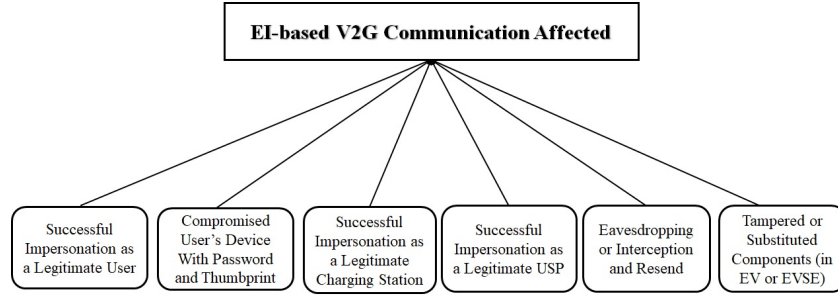 EI-based V2G Communication Affected
Successful
Impersonation as
a Legitimate User
Compromised
User's Device
With Password
and Thumbprint
Successful
Impersonation as
a Legitimate
Charging Station
Successful
Impersonation as
a Legitimate USP
Eavesdropping
or Interception
and Resend
Tampered or
Substituted
Components (in
EV or EVSE)